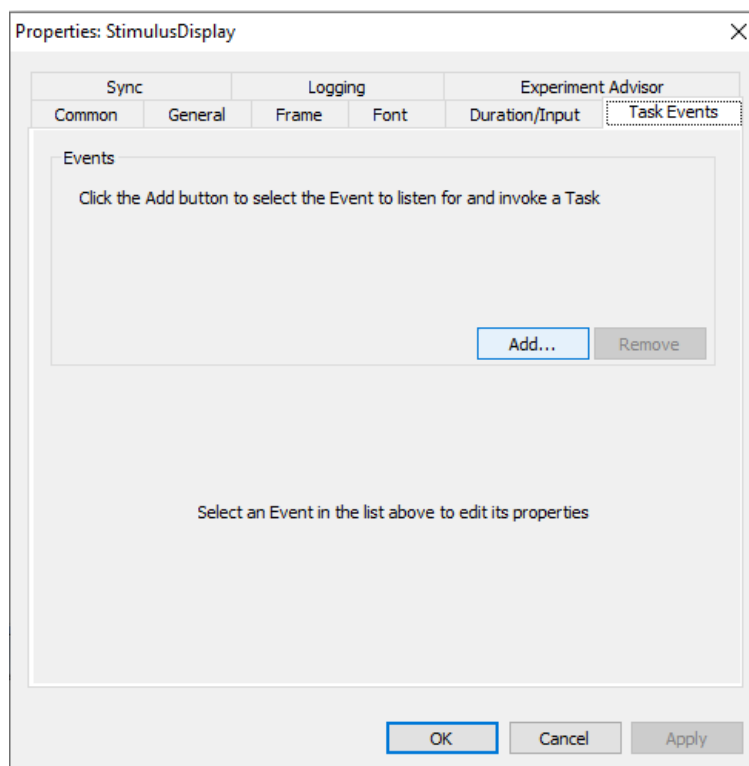 Properties: StimulusDisplay
Sync Logging Experiment Advisor
Common General Frame Font Duration/Input Task Events
Events
Click the Add button to select the Event to listen for and invoke a Task
Add... Remove
Select an Event in the list above to edit its properties
OK Cancel Apply